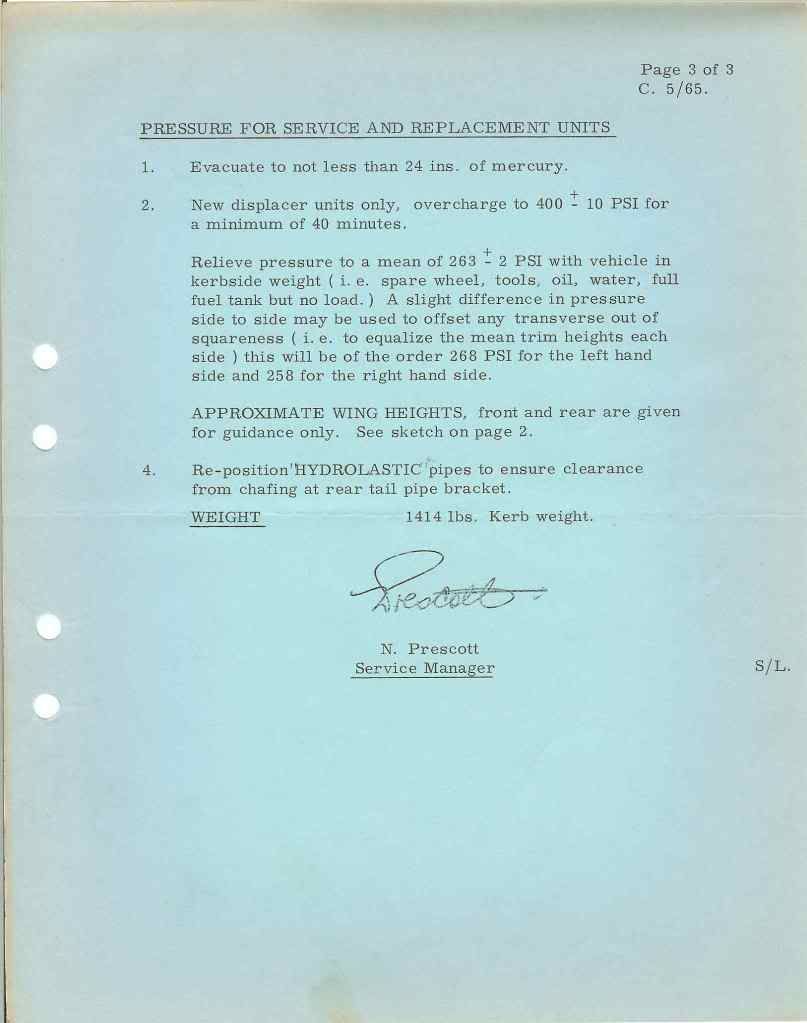 Page 3 of 3
C. 5/65.
PRESSURE FOR SERVICE AND REPLACEMENT UNITS
1. Evacuate to not less than 24 ins. of mercury.
2. New displacer units only, overcharge to 400 ± 10 PSI for
a minimum of 40 minutes.
Relieve pressure to a mean of 263 ± 2 PSI with vehicle in
kerbside weight ( i. e. spare wheel, tools, oil, water, full
fuel tank but no load. ) A slight difference in pressure
side to side may be used to offset any transverse out of
squareness ( i. e. to equalize the mean trim heights each
side ) this will be of the order 268 PSI for the left hand
side and 258 for the right hand side.
APPROXIMATE WING HEIGHTS, front and rear are given
for guidance only. See sketch on page 2.
4. Re-position 'HYDROLASTIC' pipes to ensure clearance
from chafing at rear tail pipe bracket.
WEIGHT 1414 lbs. Kerb weight.
Prescott
N. Prescott
Service Manager
S/L.